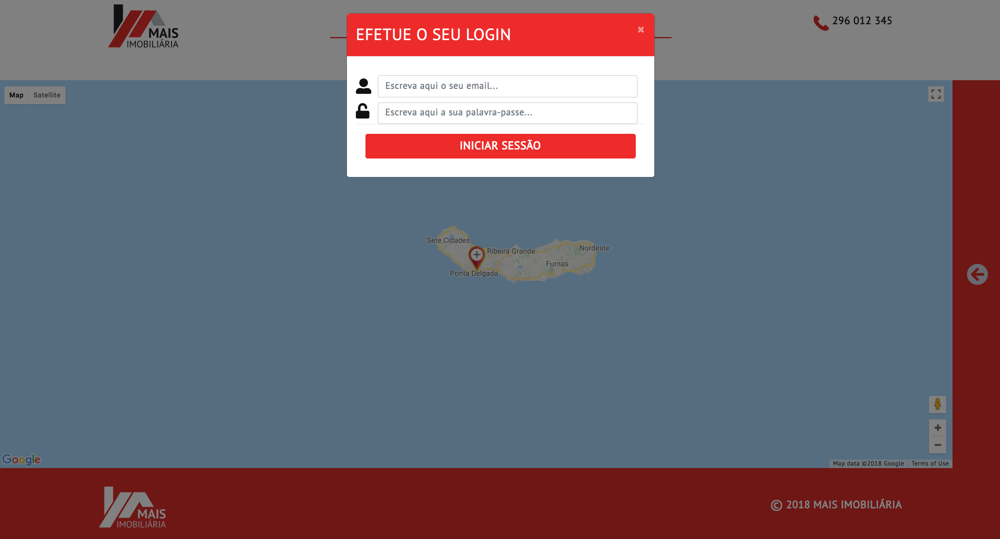 MAIS
IMOBILIÁRIA
296 012 345
EFETUE O SEU LOGIN
Escreva aqui o seu email...
Escreva aqui a sua palavra-passe...
INICIAR SESSÃO
Map
Satellite
Sete Cidades
Ribeira Grande
Nordeste
Furnas
Ponta Delgada
Google
Map data ©2018 Google
Terms of Use
MAIS
IMOBILIÁRIA
© 2018 MAIS IMOBILIÁRIA